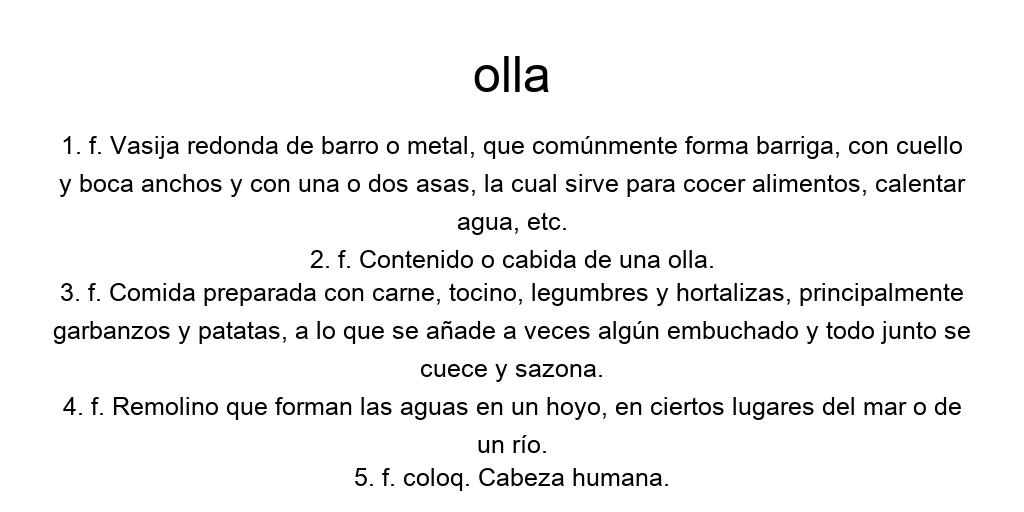 olla
1. f. Vasija redonda de barro o metal, que comúnmente forma barriga, con cuello
y boca anchos y con una o dos asas, la cual sirve para cocer alimentos, calentar
agua, etc.
2. f. Contenido o cabida de una olla.
3. f. Comida preparada con carne, tocino, legumbres y hortalizas, principalmente
garbanzos y patatas, a lo que se añade a veces algún embuchado y todo junto se
cuece y sazona.
4. f. Remolino que forman las aguas en un hoyo, en ciertos lugares del mar o de
un río.
5. f. coloq. Cabeza humana.